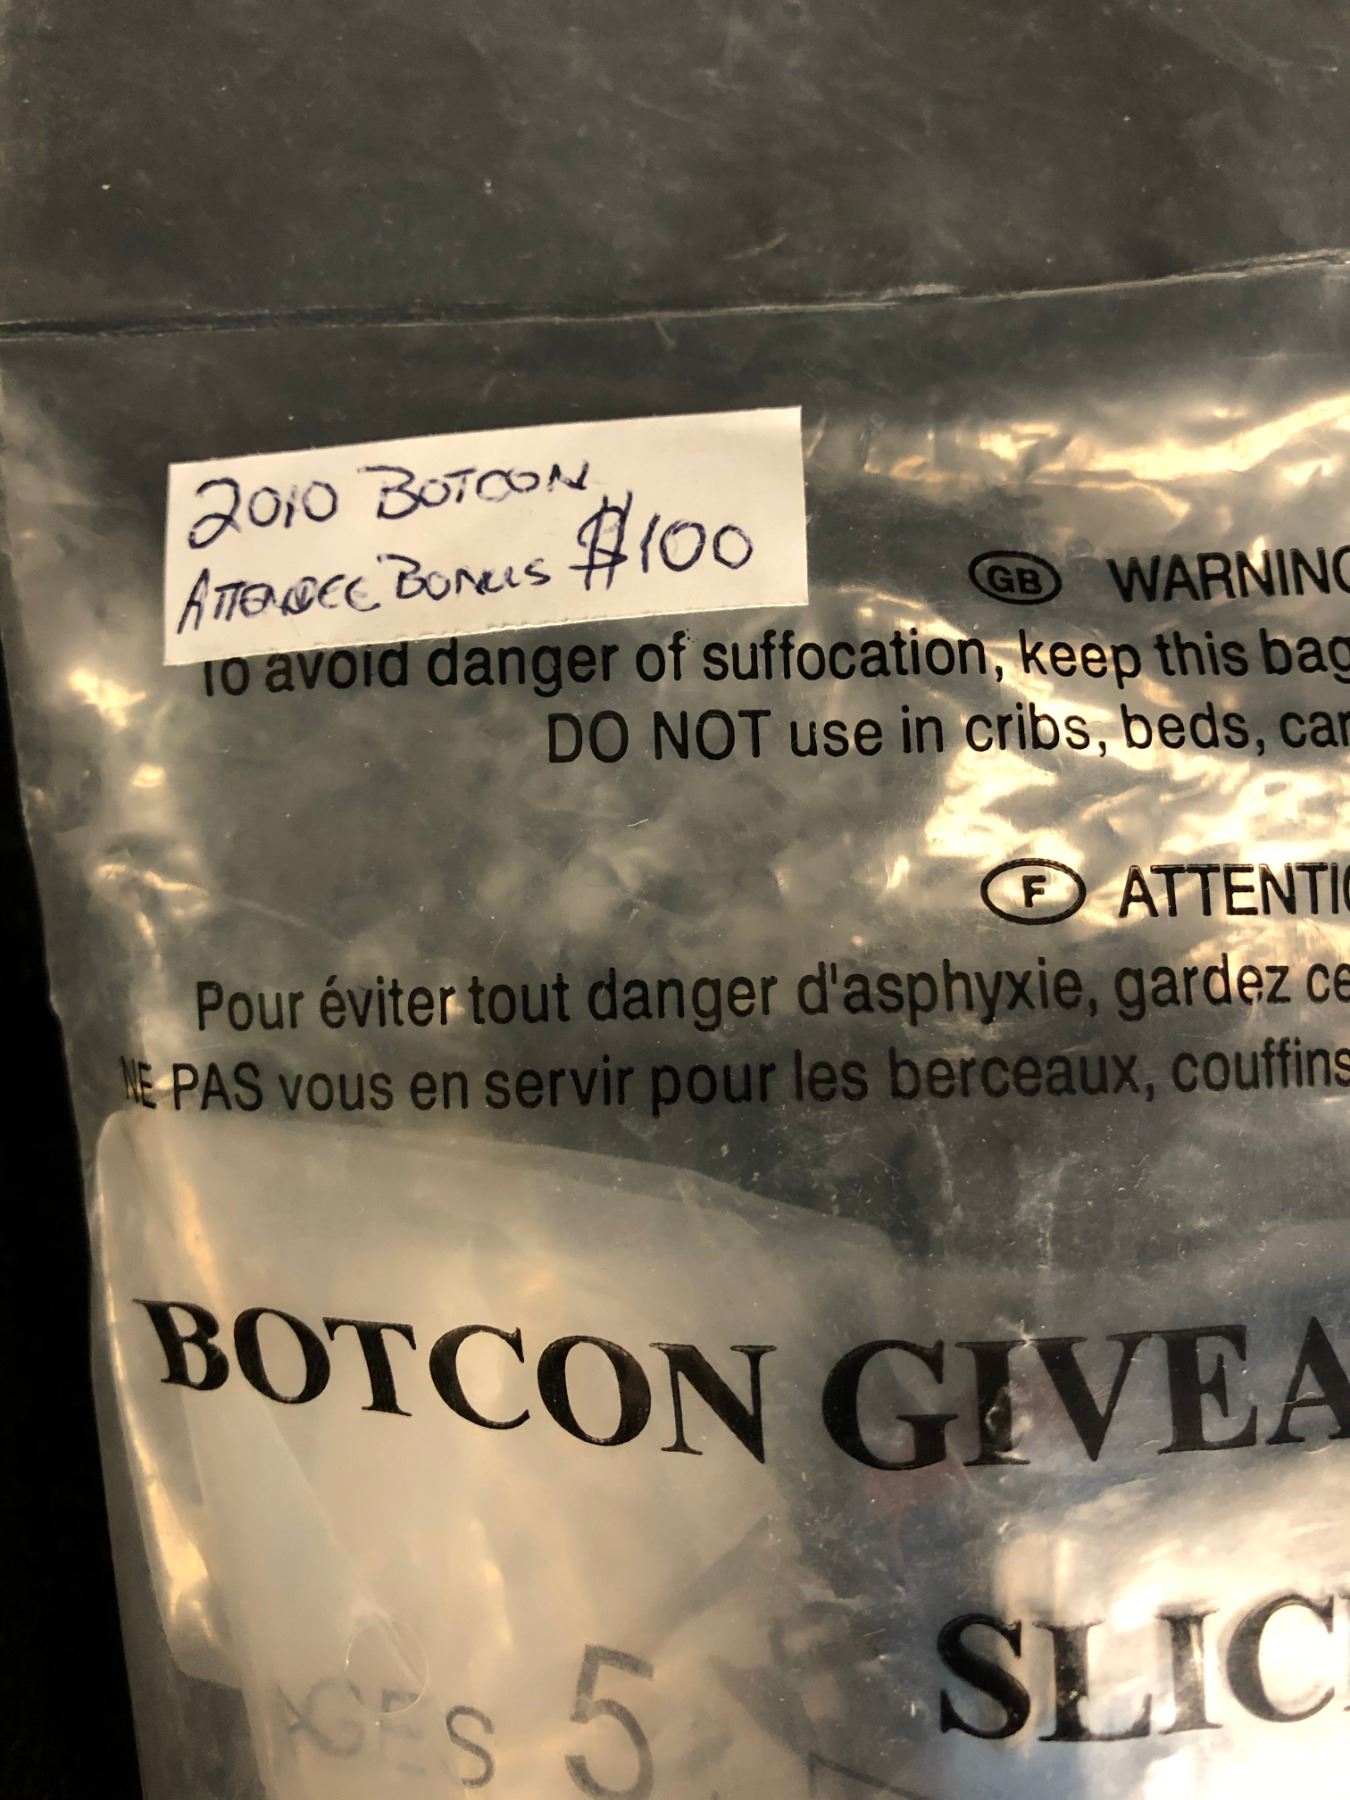 2010 BOTCON
ATTENDEE BONUS $100
GB WARNING
To avoid danger of suffocation, keep this bag
DO NOT use in cribs, beds, car
F ATTENTIO
Pour éviter tout danger d'asphyxie, gardez ce
NE PAS vous en servir pour les berceaux, couffins
BOTCON GIVEA
SLIC
AGES 5